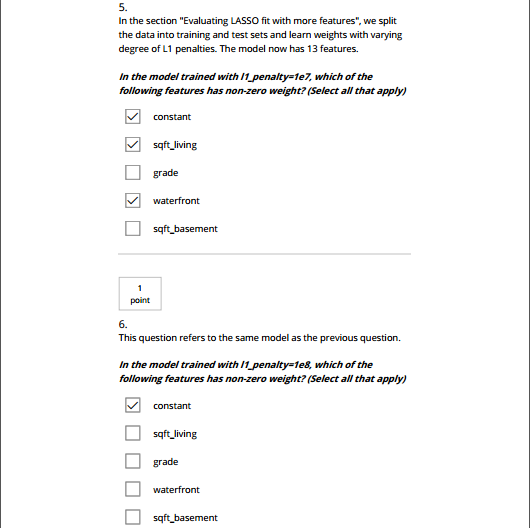 5.
In the section "Evaluating LASSO fit with more features", we split
the data into training and test sets and learn weights with varying
degree of L1 penalties. The model now has 13 features.
In the model trained with l1_penalty=1e7, which of the
following features has non-zero weight? (Select all that apply)
constant
sqft_living
grade
waterfront
sqft_basement
1
point
6.
This question refers to the same model as the previous question.
In the model trained with l1_penalty=1e8, which of the
following features has non-zero weight? (Select all that apply)
constant
sqft_living
grade
waterfront
sqft_basement